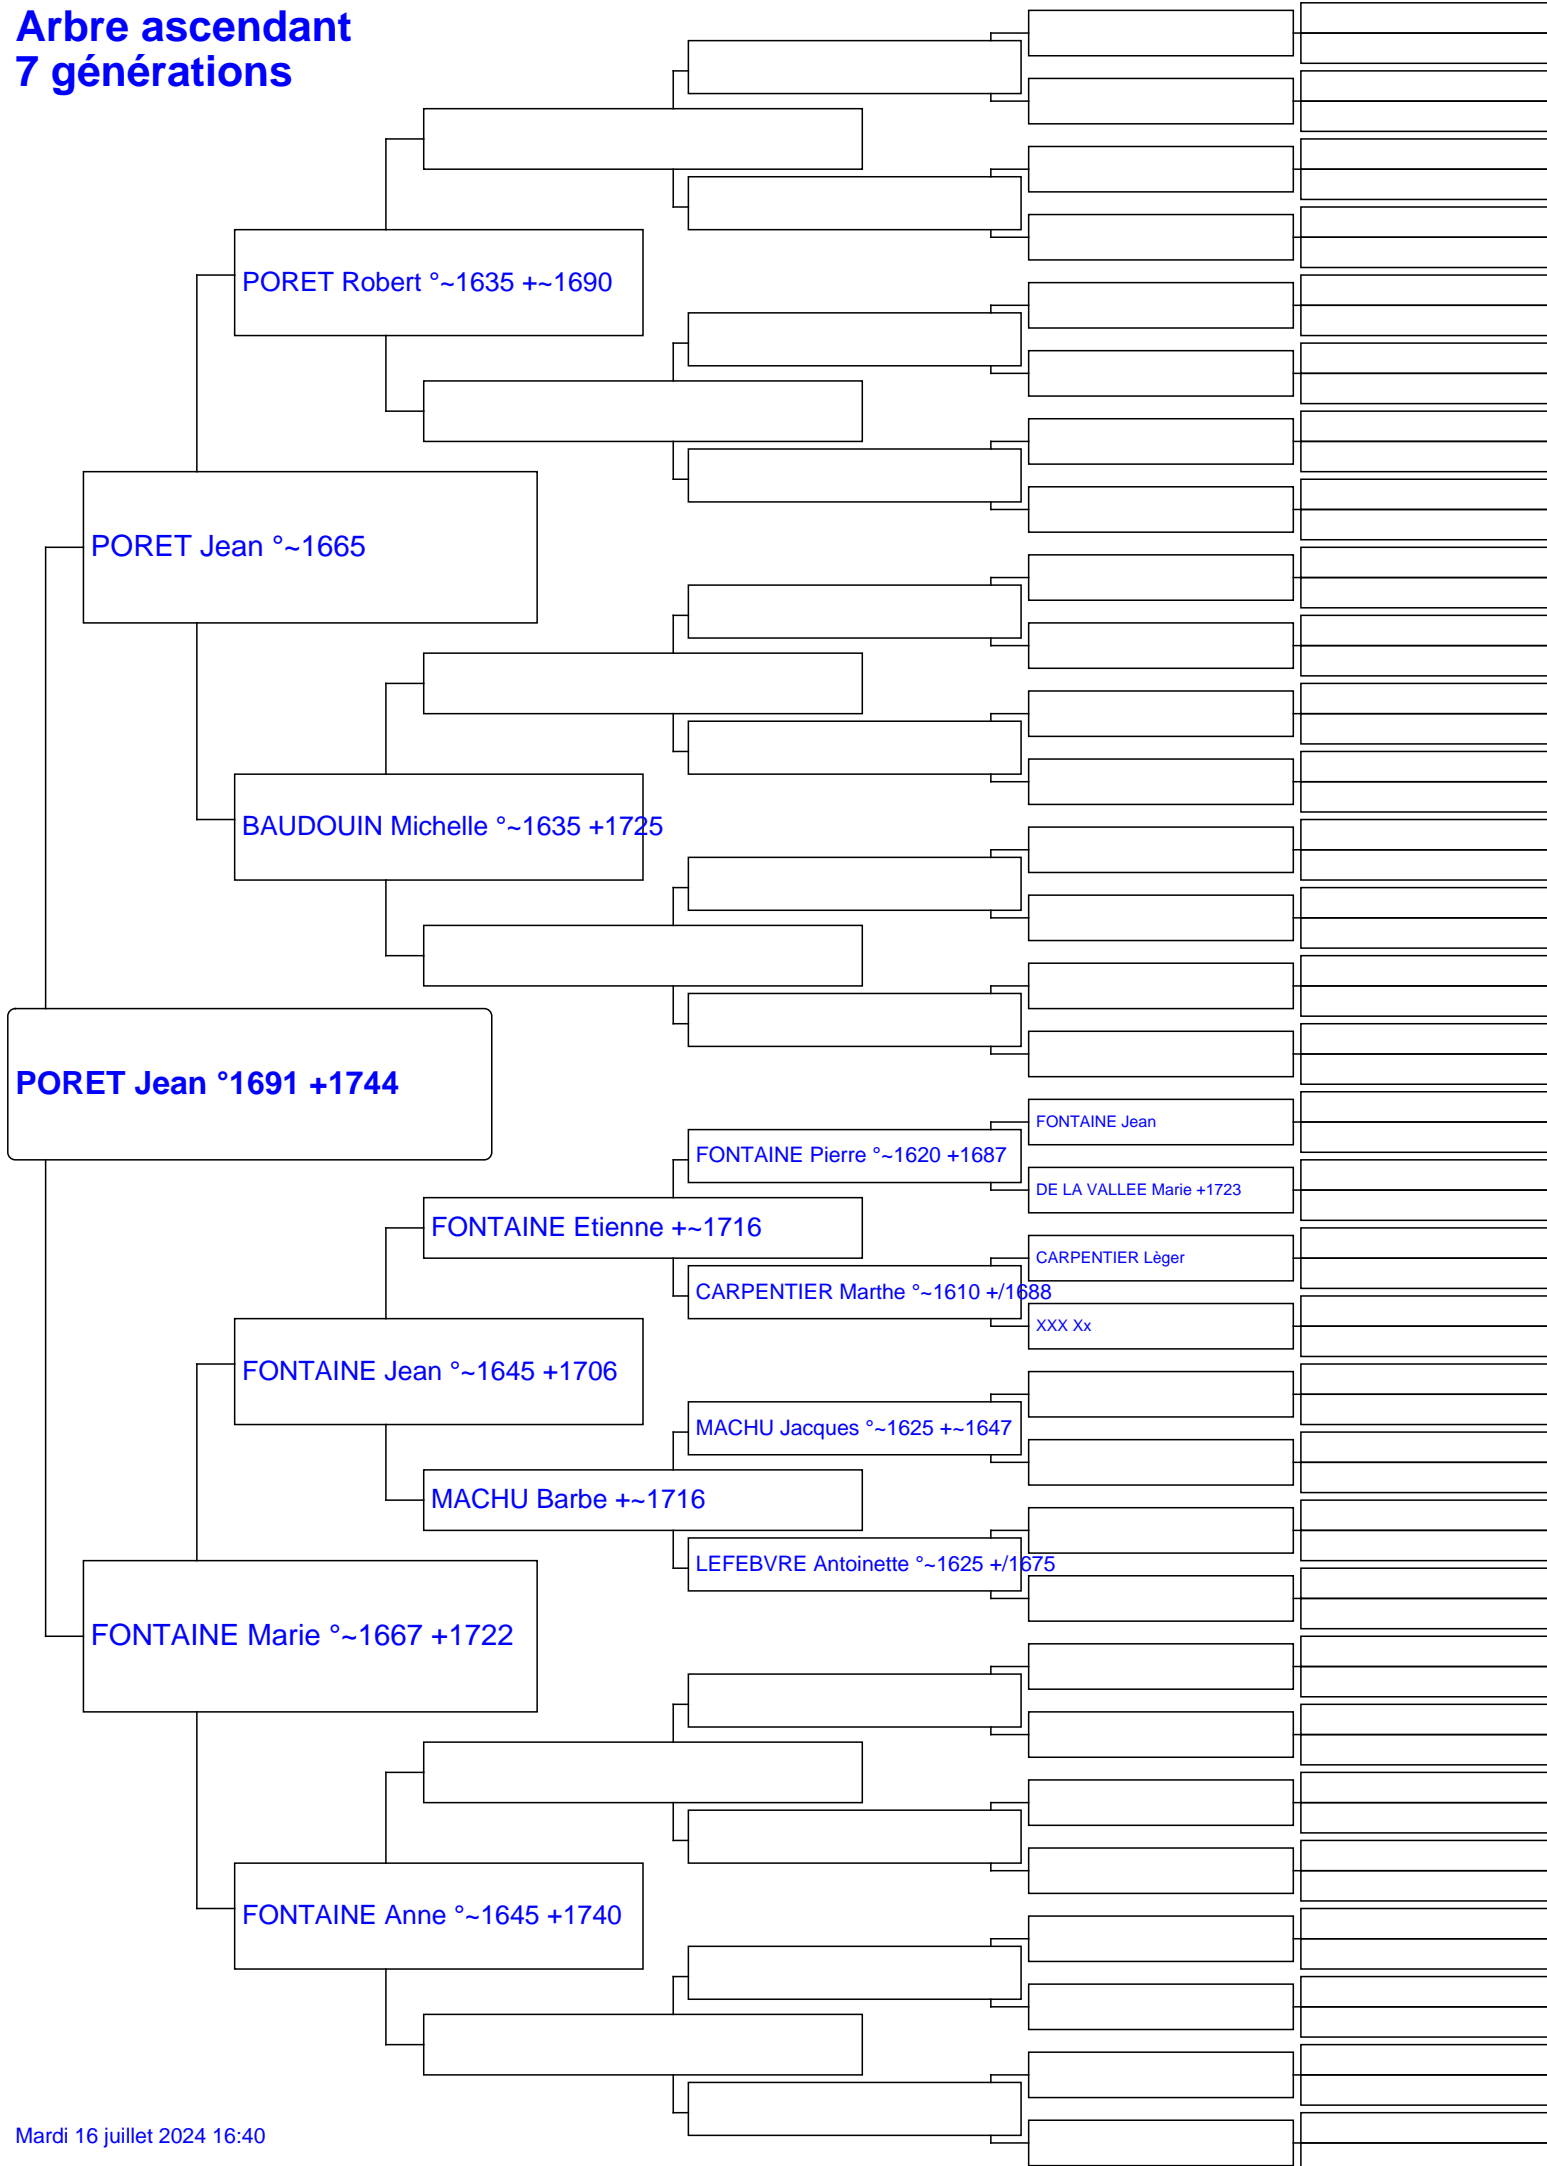 Arbre ascendant
7 générations
PORET Robert °~1635 +~1690
PORET Jean °~1665
BAUDOUIN Michelle °~1635 +1725
PORET Jean °1691 +1744
FONTAINE Jean
FONTAINE Pierre °~1620 +1687
DE LA VALLEE Marie +1723
FONTAINE Etienne +~1716
CARPENTIER Lèger
CARPENTIER Marthe °~1610 +/1688
XXX Xx
FONTAINE Jean °~1645 +1706
MACHU Jacques °~1625 +~1647
MACHU Barbe +~1716
LEFEBVRE Antoinette °~1625 +/1675
FONTAINE Marie °~1667 +1722
FONTAINE Anne °~1645 +1740
Mardi 16 juillet 2024 16:40